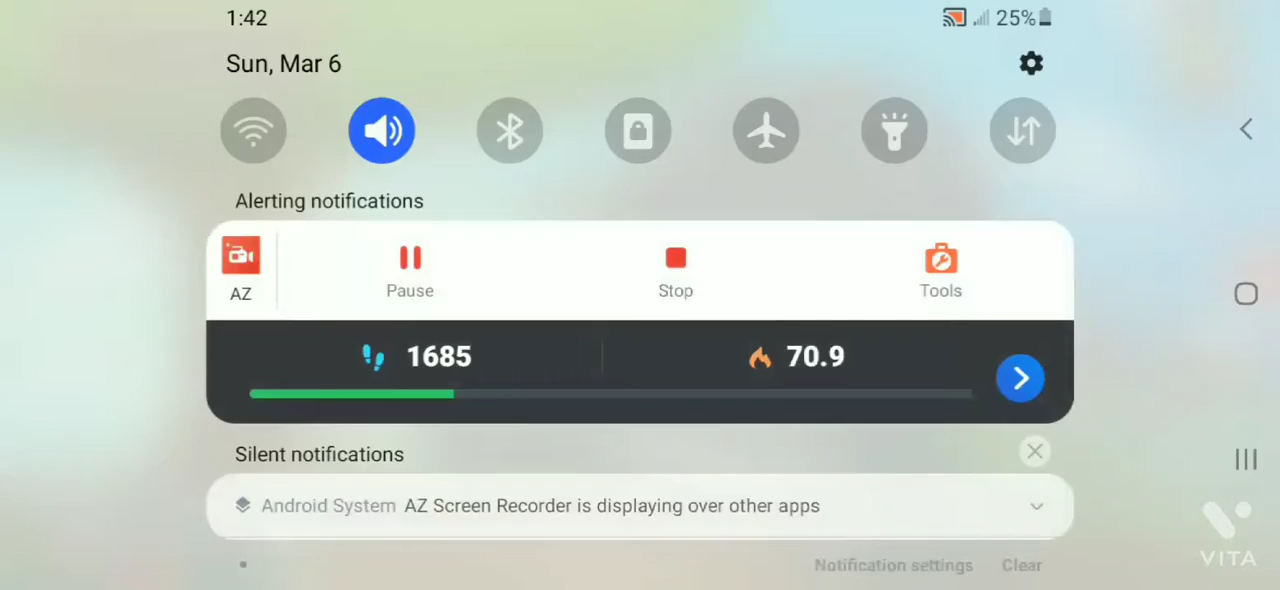 1:42
25%
Sun, Mar 6
Alerting notifications
AZ
Pause
Stop
Tools
1685
70.9
Silent notifications
Android System AZ Screen Recorder is displaying over other apps
Notification settings Clear
VITA